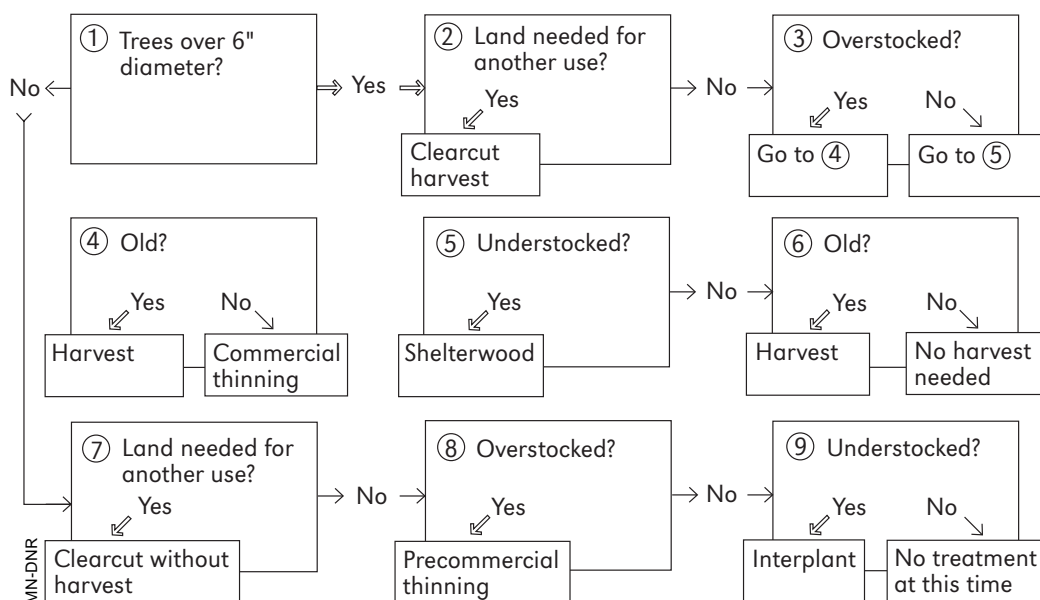 ① Trees over 6"
diameter?
No
Yes
② Land needed for
another use?
Yes
Clearcut
harvest
No
③ Overstocked?
Yes
No
Go to ④
Go to ⑤
④ Old?
Yes
No
Harvest
Commercial
thinning
⑤ Understocked?
Yes
Shelterwood
No
⑥ Old?
Yes
No
Harvest
No harvest
needed
⑦ Land needed for
another use?
Yes
Clearcut without
harvest
No
⑧ Overstocked?
Yes
Precommercial
thinning
No
⑨ Understocked?
Yes
No
Interplant
No treatment
at this time
MN-DNR